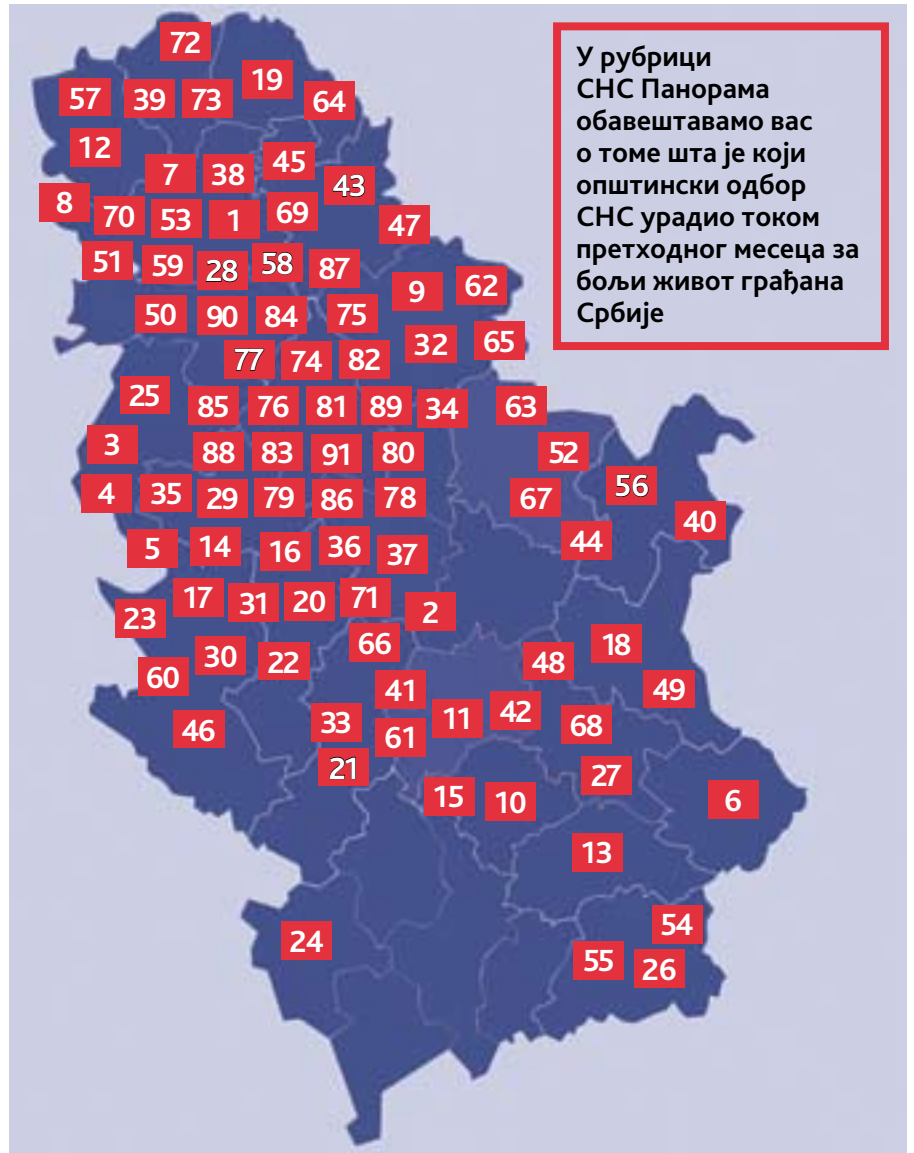 У рубрици
СНС Панорама
обавештавамо вас
о томе шта је који
општински одбор
СНС урадио током
претходног месеца за
бољи живот грађана
Србије
72
19
57 39 73 64
12
7 38 45
43
8 70 53 1 69
47
51 59 28 58 87
9 62
50 90 84 75
32 65
77 74 82
25
85 76 81 89 34 63
3
88 83 91 80 52
56
4 35 29 79 86 78 67
40
44
5 14 16 36 37
17 31 20 71
2
23
66 18
30 22 48
60
41 49
11 42
46 33 61 68
21
27
15 10 6
13
54
24
55 26